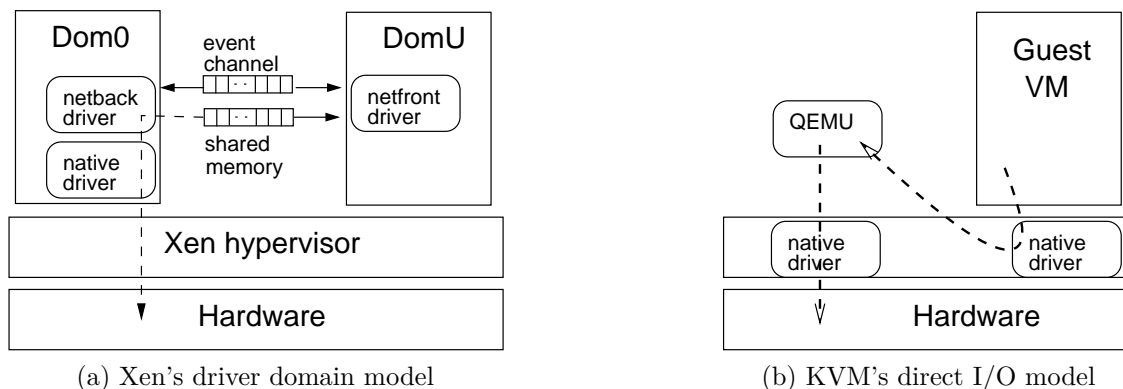 Dom0
event
channel
DomU
netback
driver
netfront
driver
shared
memory
native
driver
Xen hypervisor
Hardware
(a) Xen's driver domain model
Guest
VM
QEMU
native
driver
native
driver
Hardware
(b) KVM's direct I/O model